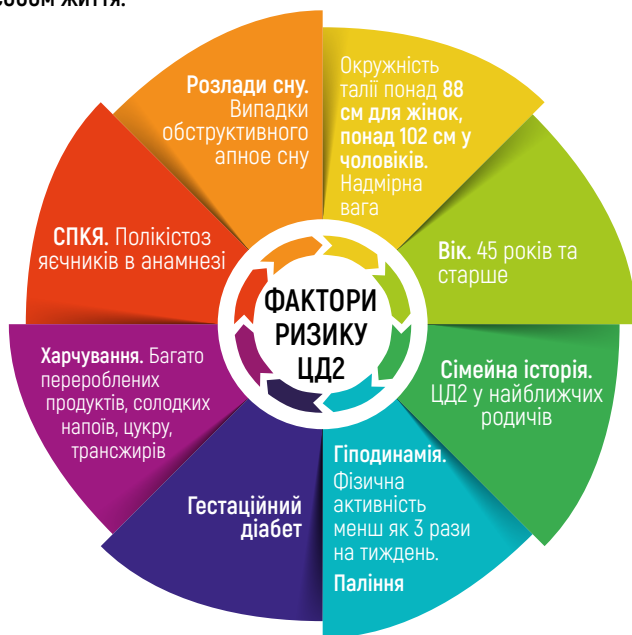 способом життя.
Розлади сну.
Випадки
обструктивного
апное сну
Окружність
талії понад 88
см для жінок,
понад 102 см у
чоловіків.
Надмірна
вага
Вік. 45 років та
старше
Сімейна історія.
ЦД2 у найближчих
родичів
Гіподинамія.
Фізична
активність
менш як 3 рази
на тиждень.
Паління
Гестаційний
діабет
Харчування. Багато
перероблених
продуктів, солодких
напоїв, цукру,
трансжирів
СПКЯ. Полікістоз
яєчників в анамнезі
ФАКТОРИ
РИЗИКУ
ЦД2